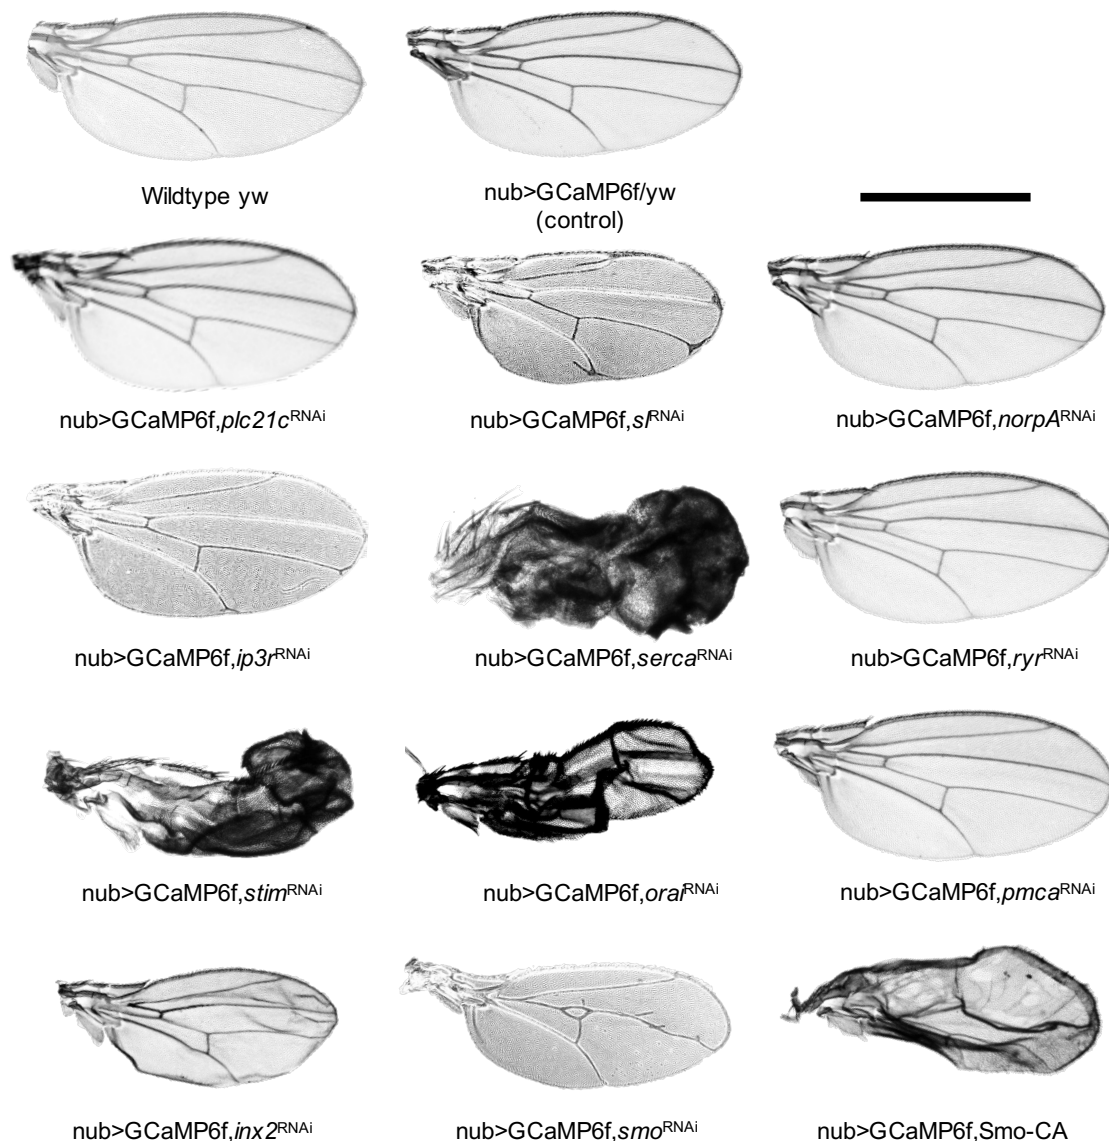 Wildtype yw
nub>GCaMP6f/yw
(control)
nub>GCaMP6f,plc21cRNAi
nub>GCaMP6f,slRNAi
nub>GCaMP6f,norpARNAi
nub>GCaMP6f,ip3rRNAi
nub>GCaMP6f,sercaRNAi
nub>GCaMP6f,ryrRNAi
nub>GCaMP6f,stimRNAi
nub>GCaMP6f,oraiRNAi
nub>GCaMP6f,pmcaRNAi
nub>GCaMP6f,inx2RNAi
nub>GCaMP6f,smoRNAi
nub>GCaMP6f,Smo-CA